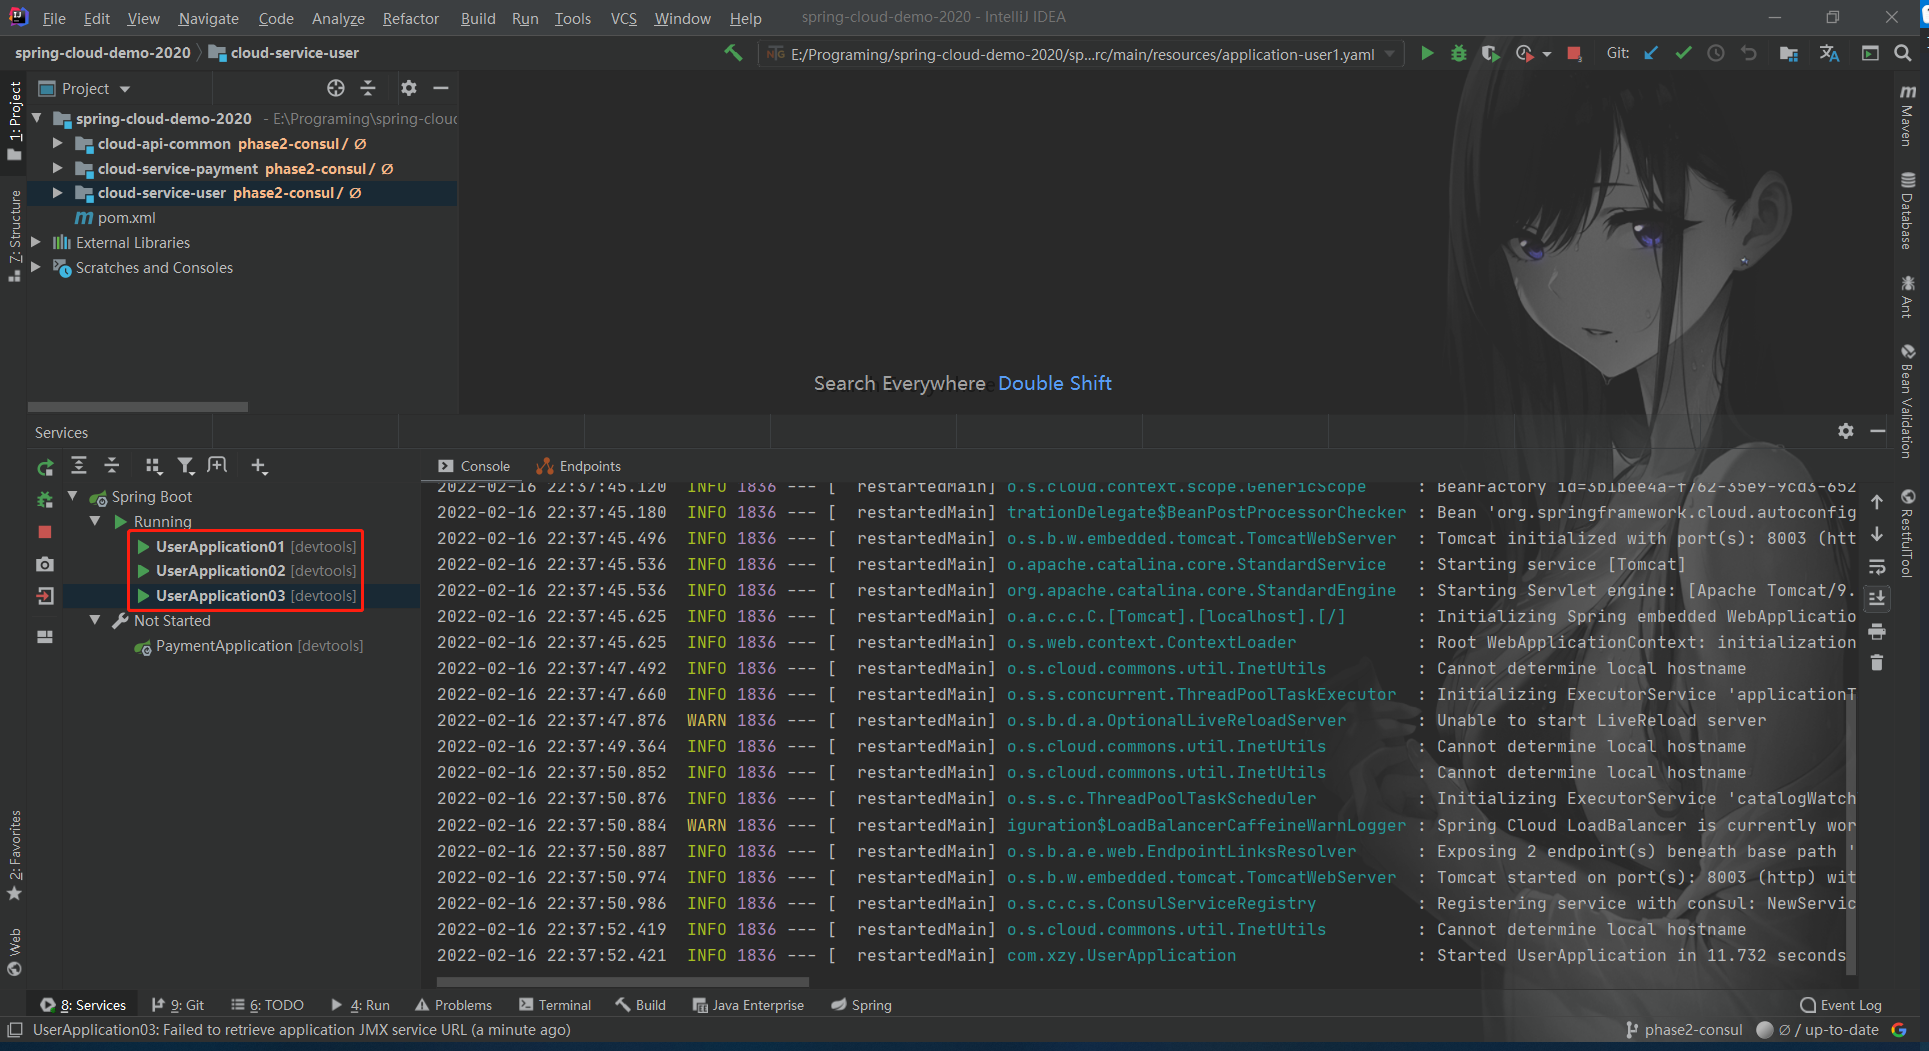 File Edit View Navigate Code Analyze Refactor Build Run Tools VCS Window Help spring-cloud-demo-2020 - IntelliJ IDEA
spring-cloud-demo-2020 cloud-service-user E:/Programing/spring-cloud-demo-2020/sp...rc/main/resources/application-user1.yaml Git:
Project
spring-cloud-demo-2020 - E:\Programing\spring-cloud
cloud-api-common phase2-consul / Ø
cloud-service-payment phase2-consul / Ø
cloud-service-user phase2-consul / Ø
pom.xml
External Libraries
Scratches and Consoles
1: Project
7: Structure
2: Favorites
Web
Maven
Database
Ant
Bean Validation
RestfulTool
Search Everywhere Double Shift
Services
Console Endpoints
Spring Boot
Running
UserApplication01 [devtools]
UserApplication02 [devtools]
UserApplication03 [devtools]
Not Started
PaymentApplication [devtools]
2022-02-16 22:37:45.120 INFO 1836 --- [ restartedMain] o.s.cloud.context.scope.GenericScope : BeanFactory id=3b1bee4a-f762-35e9-9cd3-652
2022-02-16 22:37:45.180 INFO 1836 --- [ restartedMain] trationDelegate$BeanPostProcessorChecker : Bean 'org.springframework.cloud.autoconfig
2022-02-16 22:37:45.496 INFO 1836 --- [ restartedMain] o.s.b.w.embedded.tomcat.TomcatWebServer : Tomcat initialized with port(s): 8003 (htt
2022-02-16 22:37:45.536 INFO 1836 --- [ restartedMain] o.apache.catalina.core.StandardService : Starting service [Tomcat]
2022-02-16 22:37:45.536 INFO 1836 --- [ restartedMain] org.apache.catalina.core.StandardEngine : Starting Servlet engine: [Apache Tomcat/9.
2022-02-16 22:37:45.625 INFO 1836 --- [ restartedMain] o.a.c.c.C.[Tomcat].[localhost].[/] : Initializing Spring embedded WebApplicatio
2022-02-16 22:37:45.625 INFO 1836 --- [ restartedMain] o.s.web.context.ContextLoader : Root WebApplicationContext: initialization
2022-02-16 22:37:47.492 INFO 1836 --- [ restartedMain] o.s.cloud.commons.util.InetUtils : Cannot determine local hostname
2022-02-16 22:37:47.660 INFO 1836 --- [ restartedMain] o.s.s.concurrent.ThreadPoolTaskExecutor : Initializing ExecutorService 'applicationT
2022-02-16 22:37:47.876 WARN 1836 --- [ restartedMain] o.s.b.d.a.OptionalLiveReloadServer : Unable to start LiveReload server
2022-02-16 22:37:49.364 INFO 1836 --- [ restartedMain] o.s.cloud.commons.util.InetUtils : Cannot determine local hostname
2022-02-16 22:37:50.852 INFO 1836 --- [ restartedMain] o.s.cloud.commons.util.InetUtils : Cannot determine local hostname
2022-02-16 22:37:50.876 INFO 1836 --- [ restartedMain] o.s.s.c.ThreadPoolTaskScheduler : Initializing ExecutorService 'catalogWatch
2022-02-16 22:37:50.884 WARN 1836 --- [ restartedMain] iguration$LoadBalancerCaffeineWarnLogger : Spring Cloud LoadBalancer is currently wor
2022-02-16 22:37:50.887 INFO 1836 --- [ restartedMain] o.s.b.a.e.web.EndpointLinksResolver : Exposing 2 endpoint(s) beneath base path '
2022-02-16 22:37:50.974 INFO 1836 --- [ restartedMain] o.s.b.w.embedded.tomcat.TomcatWebServer : Tomcat started on port(s): 8003 (http) wit
2022-02-16 22:37:50.986 INFO 1836 --- [ restartedMain] o.s.c.c.s.ConsulServiceRegistry : Registering service with consul: NewServic
2022-02-16 22:37:52.419 INFO 1836 --- [ restartedMain] o.s.cloud.commons.util.InetUtils : Cannot determine local hostname
2022-02-16 22:37:52.421 INFO 1836 --- [ restartedMain] com.xzy.UserApplication : Started UserApplication in 11.732 seconds
8: Services 9: Git 6: TODO 4: Run Problems Terminal Build Java Enterprise Spring Event Log
UserApplication03: Failed to retrieve application JMX service URL (a minute ago) phase2-consul Ø / up-to-date